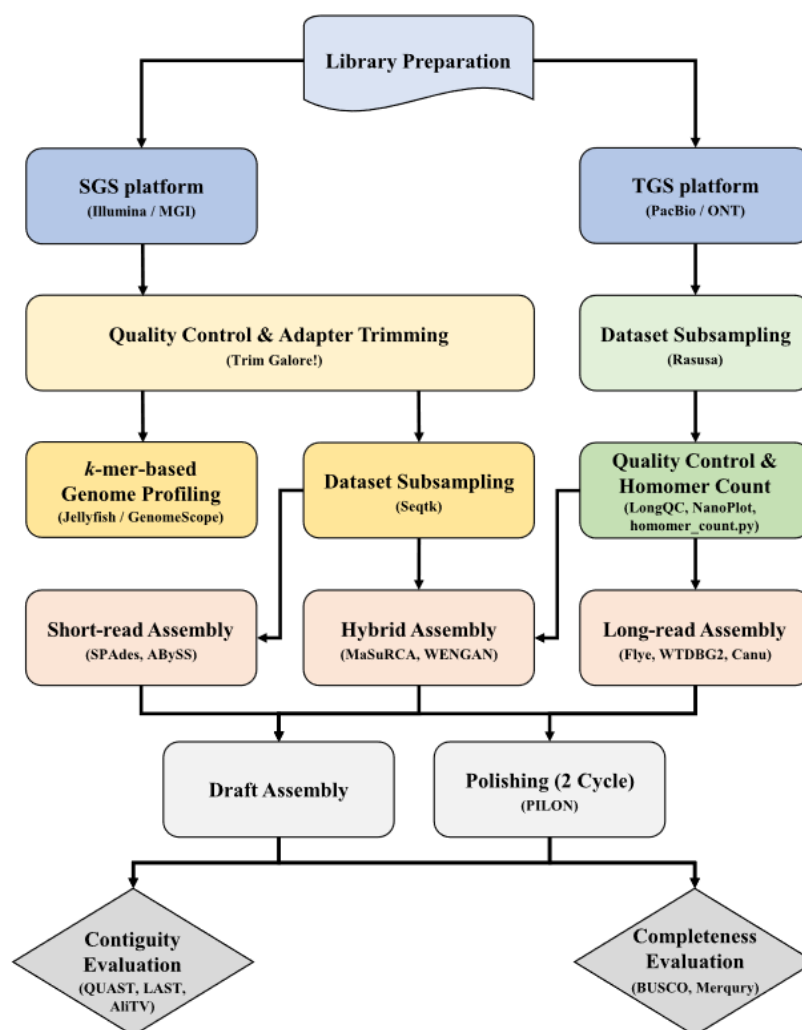 Library Preparation
SGS platform
(Illumina / MGI)
TGS platform
(PacBio / ONT)
Quality Control & Adapter Trimming
(Trim Galore!)
Dataset Subsampling
(Rasusa)
k-mer-based
Genome Profiling
(Jellyfish / GenomeScope)
Dataset Subsampling
(Seqtk)
Quality Control &
Homomer Count
(LongQC, NanoPlot,
homomer_count.py)
Short-read Assembly
(SPAdes, ABySS)
Hybrid Assembly
(MaSuRCA, WENGAN)
Long-read Assembly
(Flye, WTDBG2, Canu)
Draft Assembly
Polishing (2 Cycle)
(PILON)
Contiguity
Evaluation
(QUAST, LAST,
AliTV)
Completeness
Evaluation
(BUSCO, Merqury)